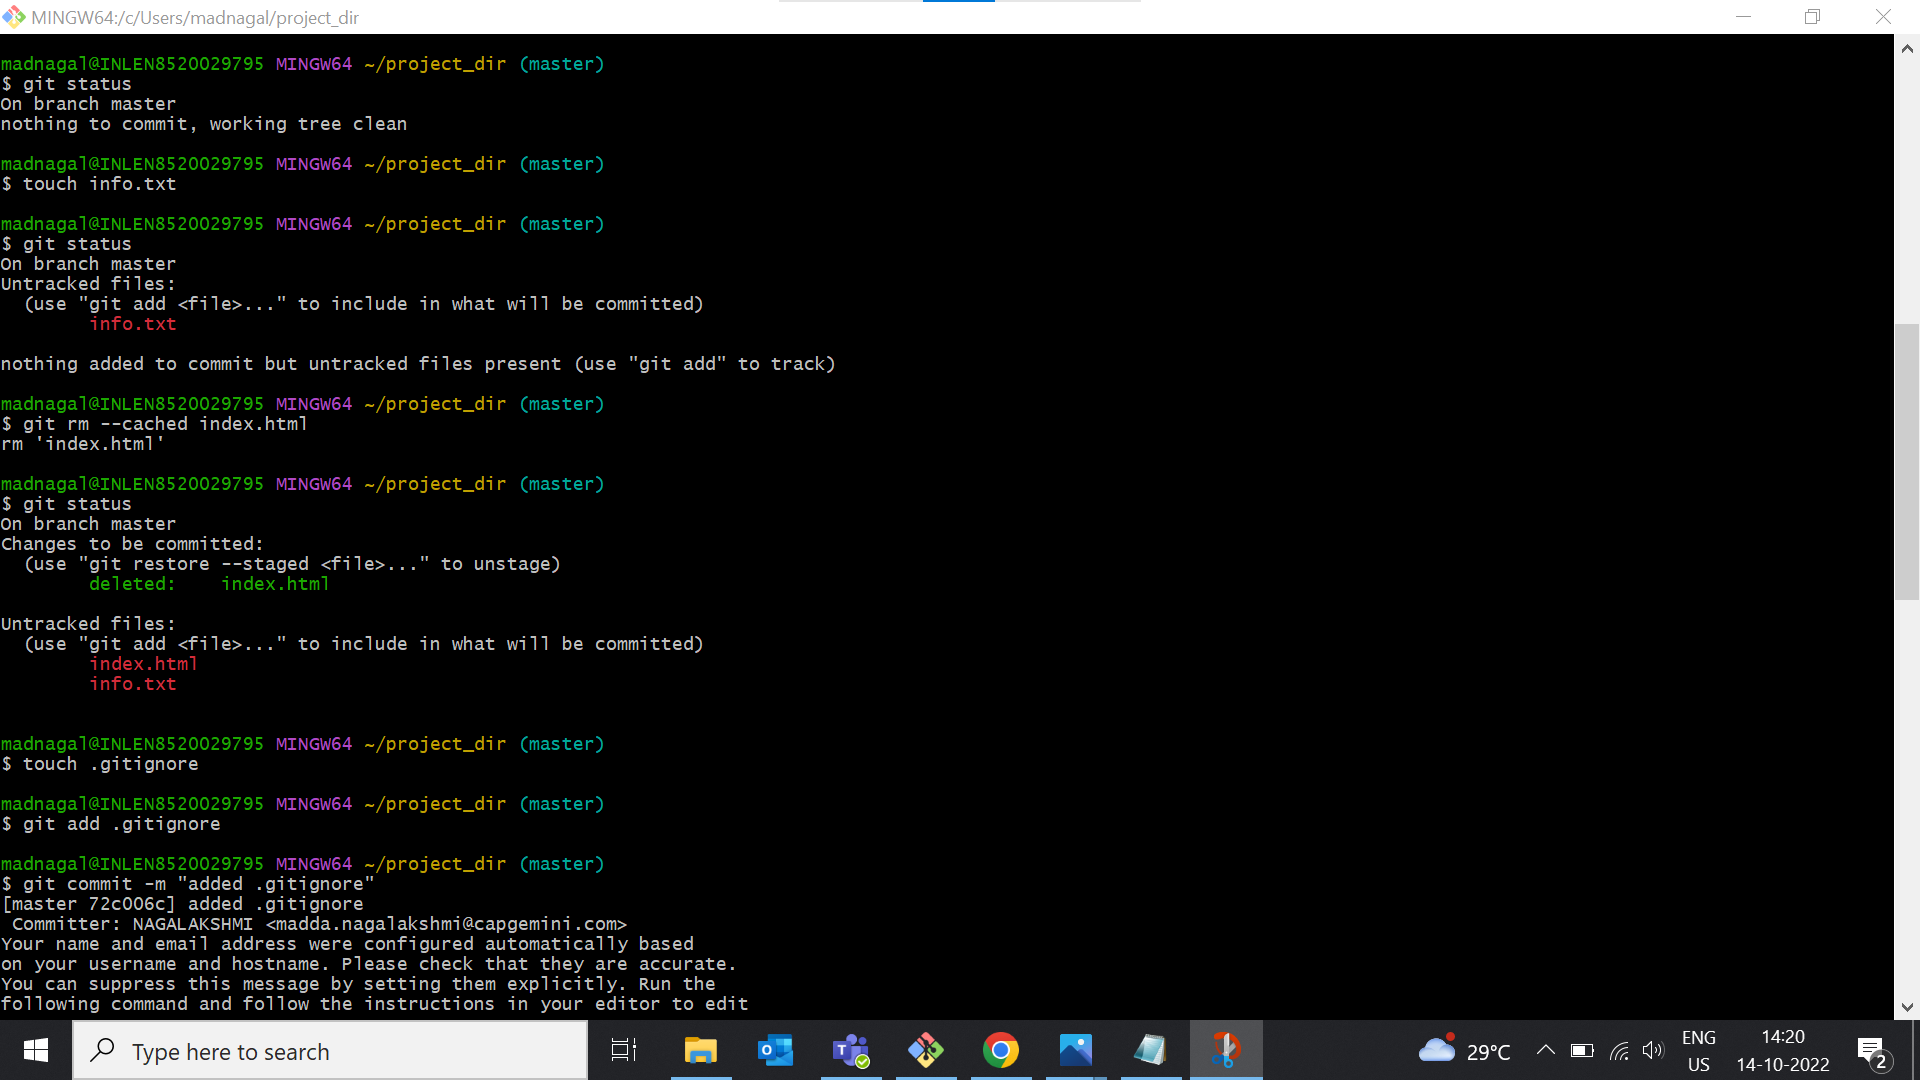 MINGW64:/c/Users/madnagal/project_dir
madnagal@INLEN8520029795 MINGW64 ~/project_dir (master)
$ git status
On branch master
nothing to commit, working tree clean
madnagal@INLEN8520029795 MINGW64 ~/project_dir (master)
$ touch info.txt
madnagal@INLEN8520029795 MINGW64 ~/project_dir (master)
$ git status
On branch master
Untracked files:
  (use "git add <file>..." to include in what will be committed)
        info.txt
nothing added to commit but untracked files present (use "git add" to track)
madnagal@INLEN8520029795 MINGW64 ~/project_dir (master)
$ git rm --cached index.html
rm 'index.html'
madnagal@INLEN8520029795 MINGW64 ~/project_dir (master)
$ git status
On branch master
Changes to be committed:
  (use "git restore --staged <file>..." to unstage)
        deleted:    index.html
Untracked files:
  (use "git add <file>..." to include in what will be committed)
        index.html
        info.txt
madnagal@INLEN8520029795 MINGW64 ~/project_dir (master)
$ touch .gitignore
madnagal@INLEN8520029795 MINGW64 ~/project_dir (master)
$ git add .gitignore
madnagal@INLEN8520029795 MINGW64 ~/project_dir (master)
$ git commit -m "added .gitignore"
[master 72c006c] added .gitignore
 Committer: NAGALAKSHMI <madda.nagalakshmi@capgemini.com>
Your name and email address were configured automatically based
on your username and hostname. Please check that they are accurate.
You can suppress this message by setting them explicitly. Run the
following command and follow the instructions in your editor to edit
Type here to search
29°C
ENG
US
14:20
14-10-2022
2